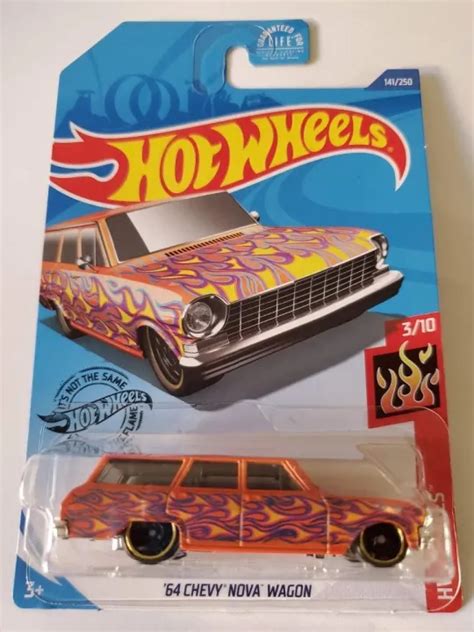 GUARANTEED FOR
LIFE
141/250
HOT WHEELS
3/10
IT'S NOT THE SAME
HOT WHEELS
FLAME
3+
'64 CHEVY NOVA WAGON